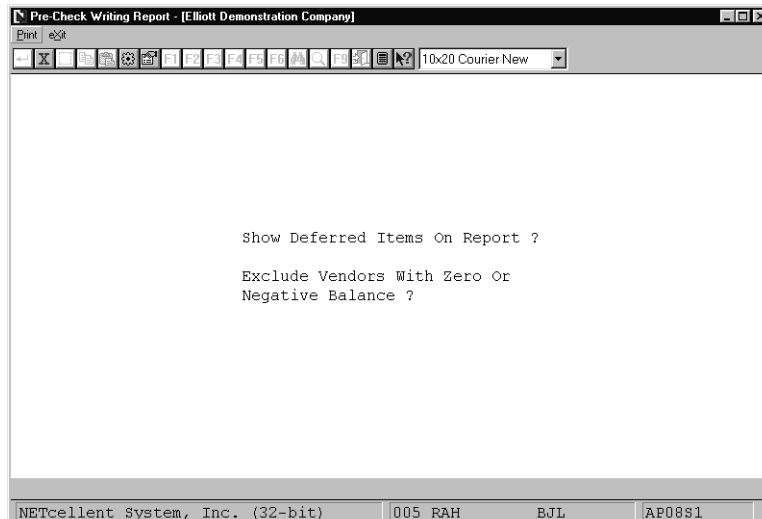 Pre-Check Writing Report - [Elliott Demonstration Company]
Print eXit
X F1 F2 F3 F4 F5 F6 F9 ? 10x20 Courier New
Show Deferred Items On Report ?
Exclude Vendors With Zero Or
Negative Balance ?
NETcellent System, Inc. (32-bit) 005 RAH BJL AP08S1